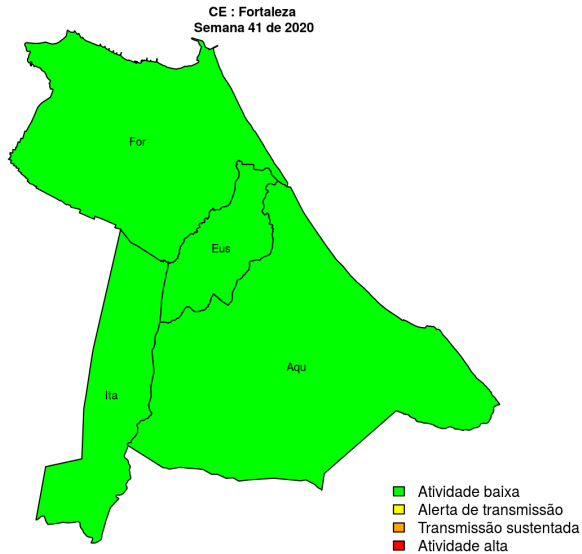 CE : Fortaleza
Semana 41 de 2020
For
Eus
Aqu
Ita
Atividade baixa
Alerta de transmissão
Transmissão sustentada
Atividade alta